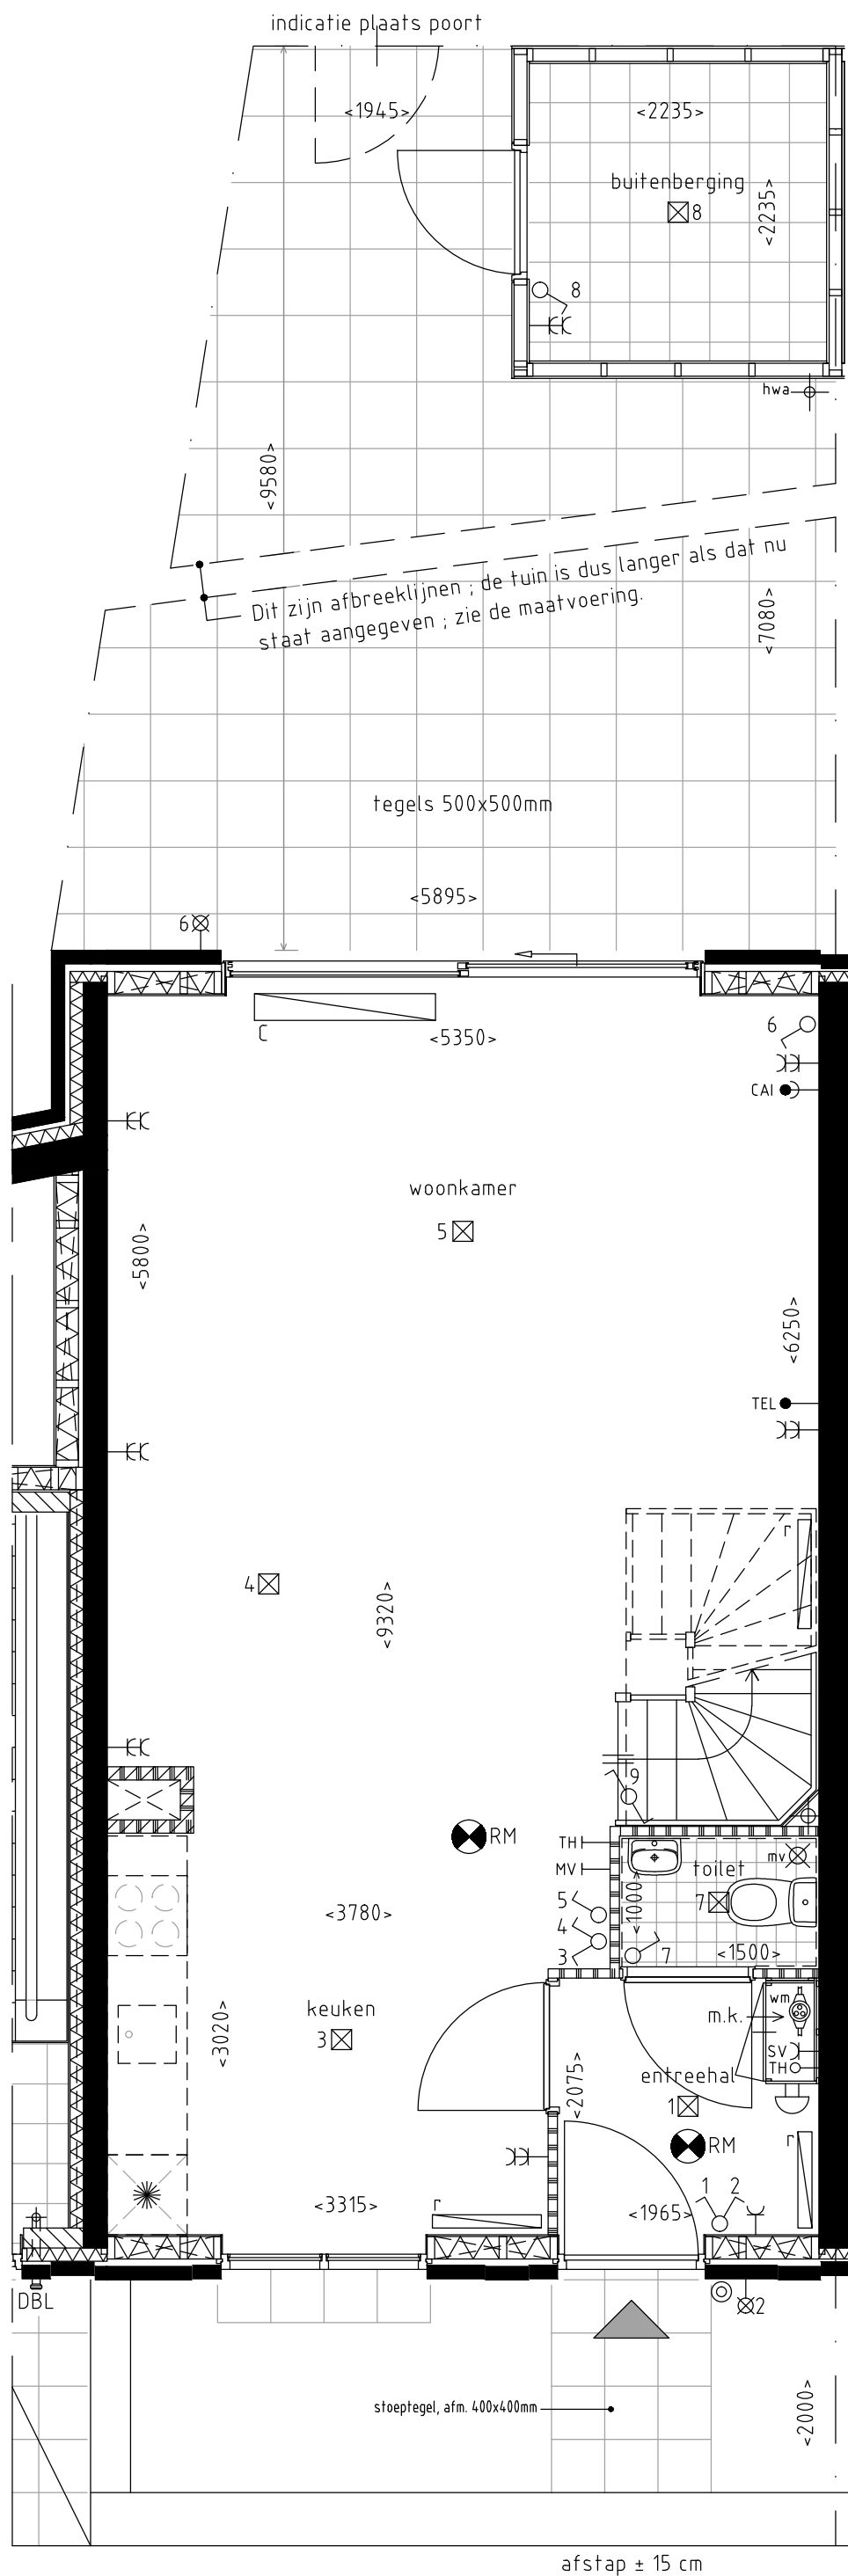 indicatie plaats poort
<1945>
<2235>
buitenberging
8
<2235>
8
hwa
<9580>
Dit zijn afbreeklijnen ; de tuin is dus langer als dat nu
staat aangegeven ; zie de maatvoering.
<7080>
tegels 500x500mm
<5895>
6
C
<5350>
6
CAI
woonkamer
5
<5800>
<6250>
TEL
r
4
<9320>
9
RM
TH
MV
toilet
mv
5
4
3
<1000>
7
7
<1500>
<3780>
keuken
3
<3020>
wm
m.k.
SV
TH
entreehal
1
<2075>
RM
r
r
<3315>
1
2
<1965>
DBL
2
stoeptegel, afm. 400x400mm
<2000>
afstap ± 15 cm